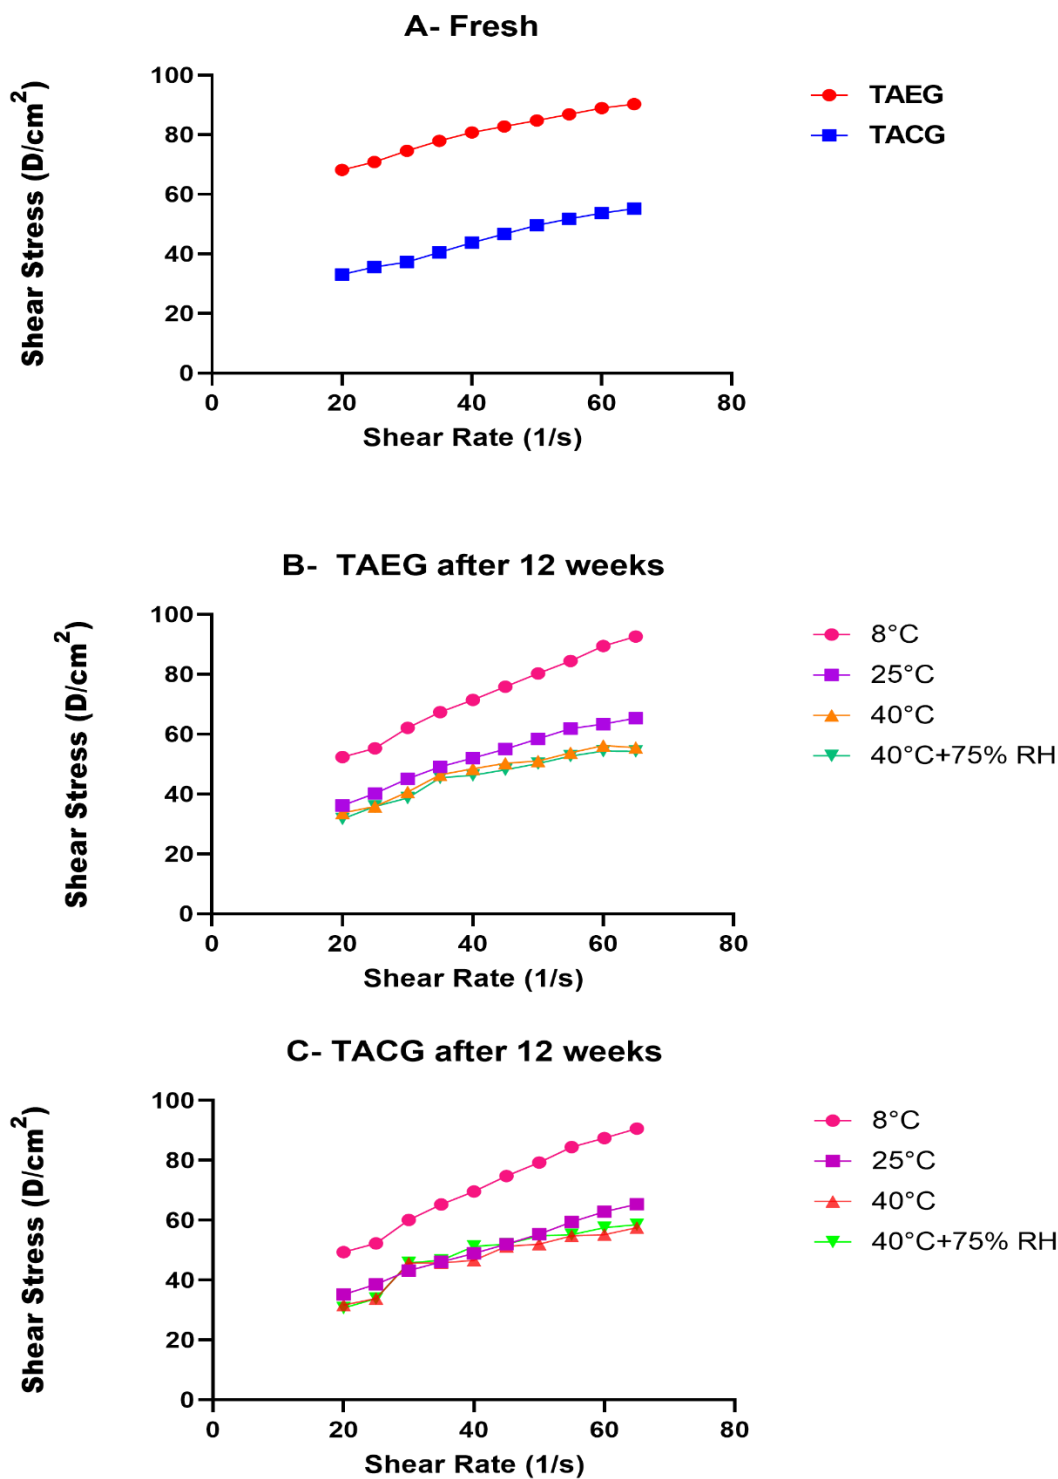 A- Fresh
Shear Stress (D/cm²)
100
80
60
40
20
0
0 20 40 60 80
Shear Rate (1/s)
TAEG
TACG
B- TAEG after 12 weeks
Shear Stress (D/cm²)
100
80
60
40
20
0
0 20 40 60 80
Shear Rate (1/s)
8°C
25°C
40°C
40°C+75% RH
C- TACG after 12 weeks
Shear Stress (D/cm²)
100
80
60
40
20
0
0 20 40 60 80
Shear Rate (1/s)
8°C
25°C
40°C
40°C+75% RH